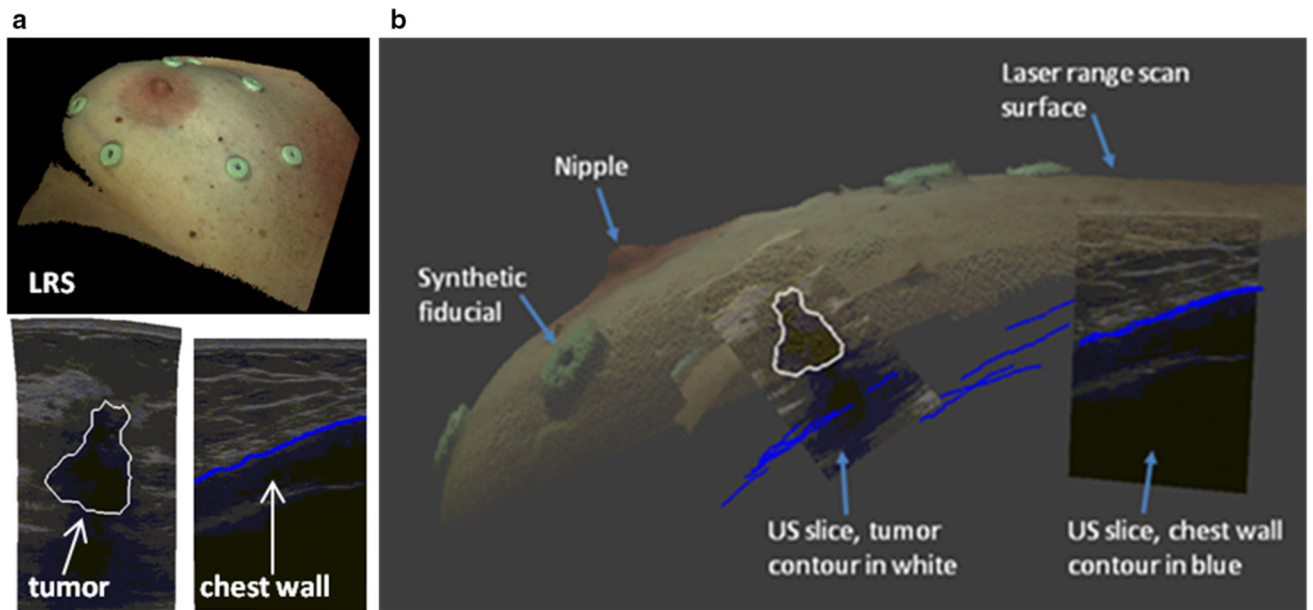 a
b
LRS
tumor
chest wall
Laser range scan
surface
Nipple
Synthetic
fiducial
US slice, tumor
contour in white
US slice, chest wall
contour in blue